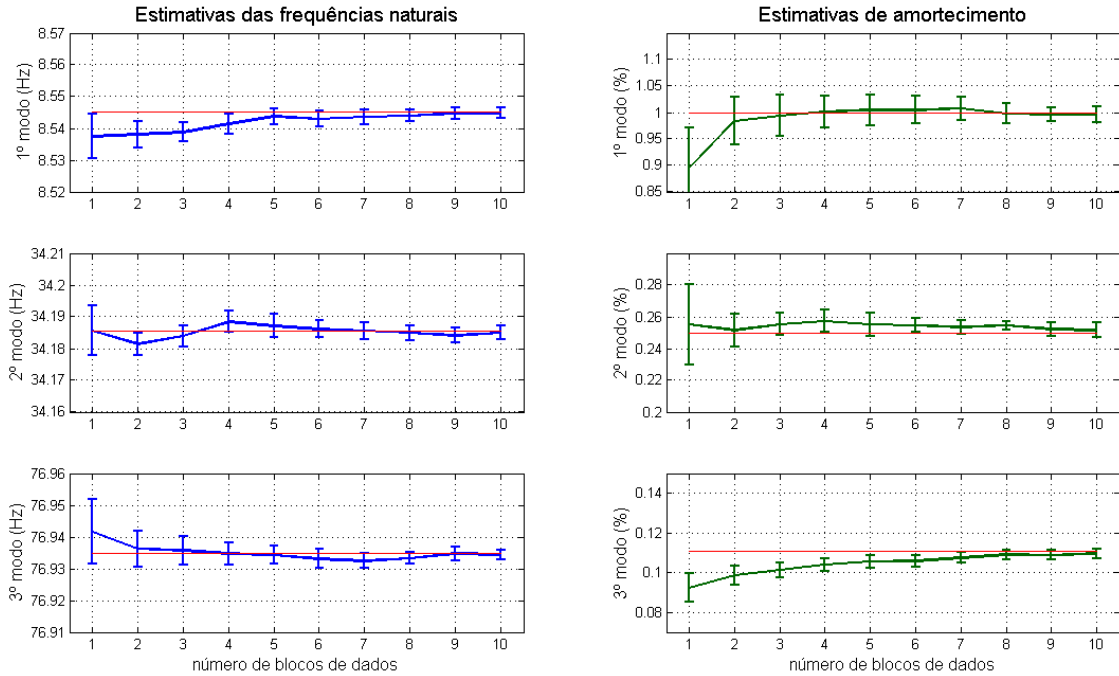 Estimativas das frequências naturais
1º modo (Hz)
8.57
8.55
8.54
8.53
8.52
1 2 3 4 5 6 7 8 9 10
2º modo (Hz)
34.21
34.2
34.19
34.18
34.17
34.16
1 2 3 4 5 6 7 8 9 10
3º modo (Hz)
76.96
76.95
76.94
76.93
76.92
76.91
1 2 3 4 5 6 7 8 9 10
número de blocos de dados
Estimativas de amortecimento
1º modo (%)
1.1
1.05
1
0.95
0.9
0.85
1 2 3 4 5 6 7 8 9 10
2º modo (%)
0.28
0.26
0.24
0.22
0.2
1 2 3 4 5 6 7 8 9 10
3º modo (%)
0.14
0.12
0.1
0.08
1 2 3 4 5 6 7 8 9 10
número de blocos de dados